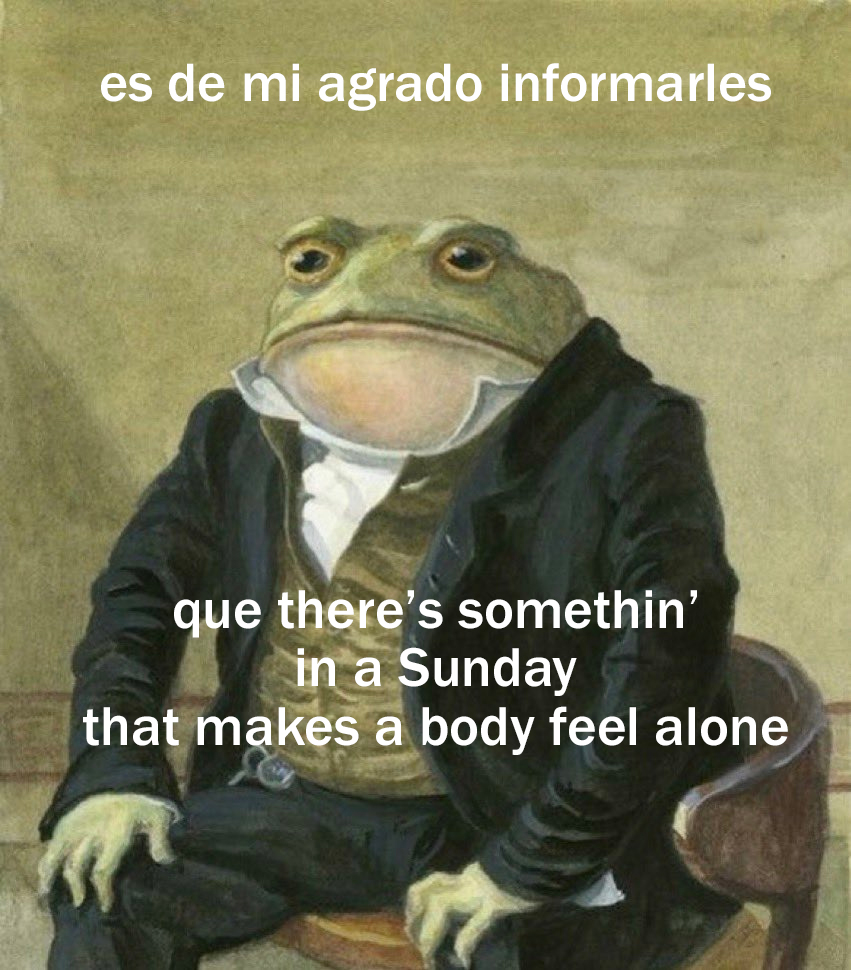 es de mi agrado informarles
que there’s somethin’
in a Sunday
that makes a body feel alone